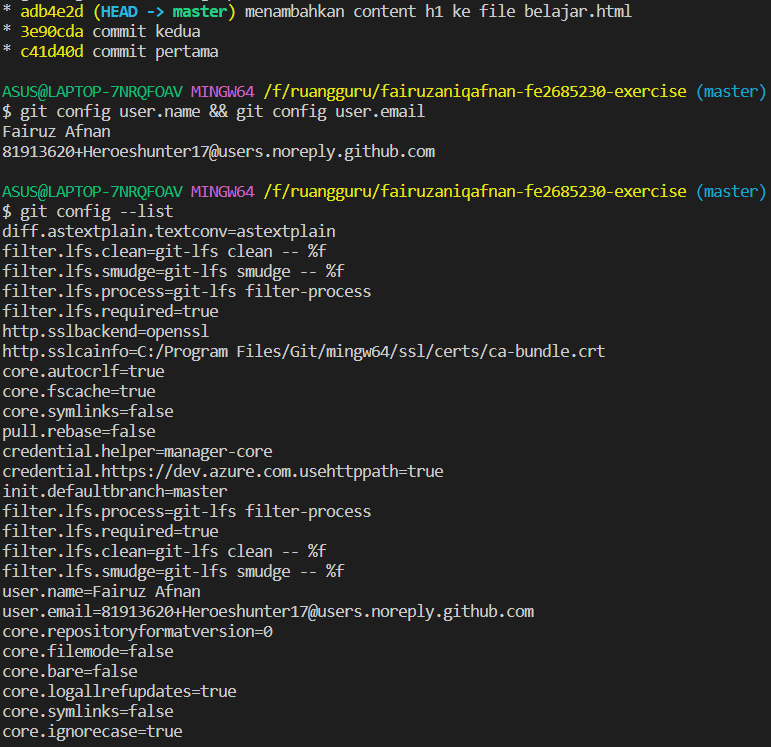 * adb4e2d (HEAD -> master) menambahkan content h1 ke file belajar.html
* 3e90cda commit kedua
* c41d40d commit pertama
ASUS@LAPTOP-7NRQFOAV MINGW64 /f/ruangguru/fairuzaniqafnan-fe2685230-exercise (master)
$ git config user.name && git config user.email
Fairuz Afnan
81913620+Heroeshunter17@users.noreply.github.com
ASUS@LAPTOP-7NRQFOAV MINGW64 /f/ruangguru/fairuzaniqafnan-fe2685230-exercise (master)
$ git config --list
diff.astextplain.textconv=astextplain
filter.lfs.clean=git-lfs clean -- %f
filter.lfs.smudge=git-lfs smudge -- %f
filter.lfs.process=git-lfs filter-process
filter.lfs.required=true
http.sslbackend=openssl
http.sslcainfo=C:/Program Files/Git/mingw64/ssl/certs/ca-bundle.crt
core.autocrlf=true
core.fscache=true
core.symlinks=false
pull.rebase=false
credential.helper=manager-core
credential.https://dev.azure.com.usehttppath=true
init.defaultbranch=master
filter.lfs.process=git-lfs filter-process
filter.lfs.required=true
filter.lfs.clean=git-lfs clean -- %f
filter.lfs.smudge=git-lfs smudge -- %f
user.name=Fairuz Afnan
user.email=81913620+Heroeshunter17@users.noreply.github.com
core.repositoryformatversion=0
core.filemode=false
core.bare=false
core.logallrefupdates=true
core.symlinks=false
core.ignorecase=true